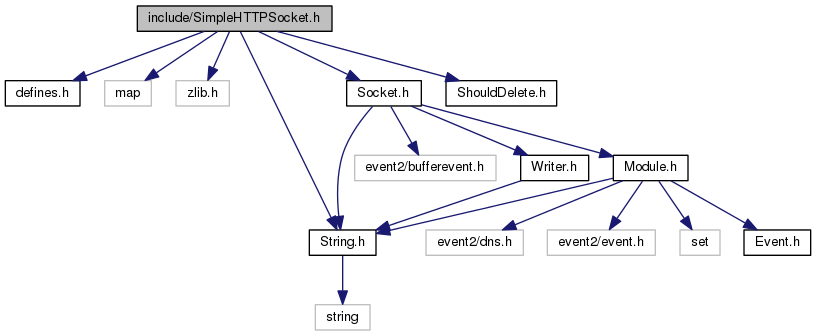 include/SimpleHTTPSocket.h
defines.h
map
zlib.h
Socket.h
ShouldDelete.h
event2/bufferevent.h
Writer.h
Module.h
String.h
event2/dns.h
event2/event.h
set
Event.h
string